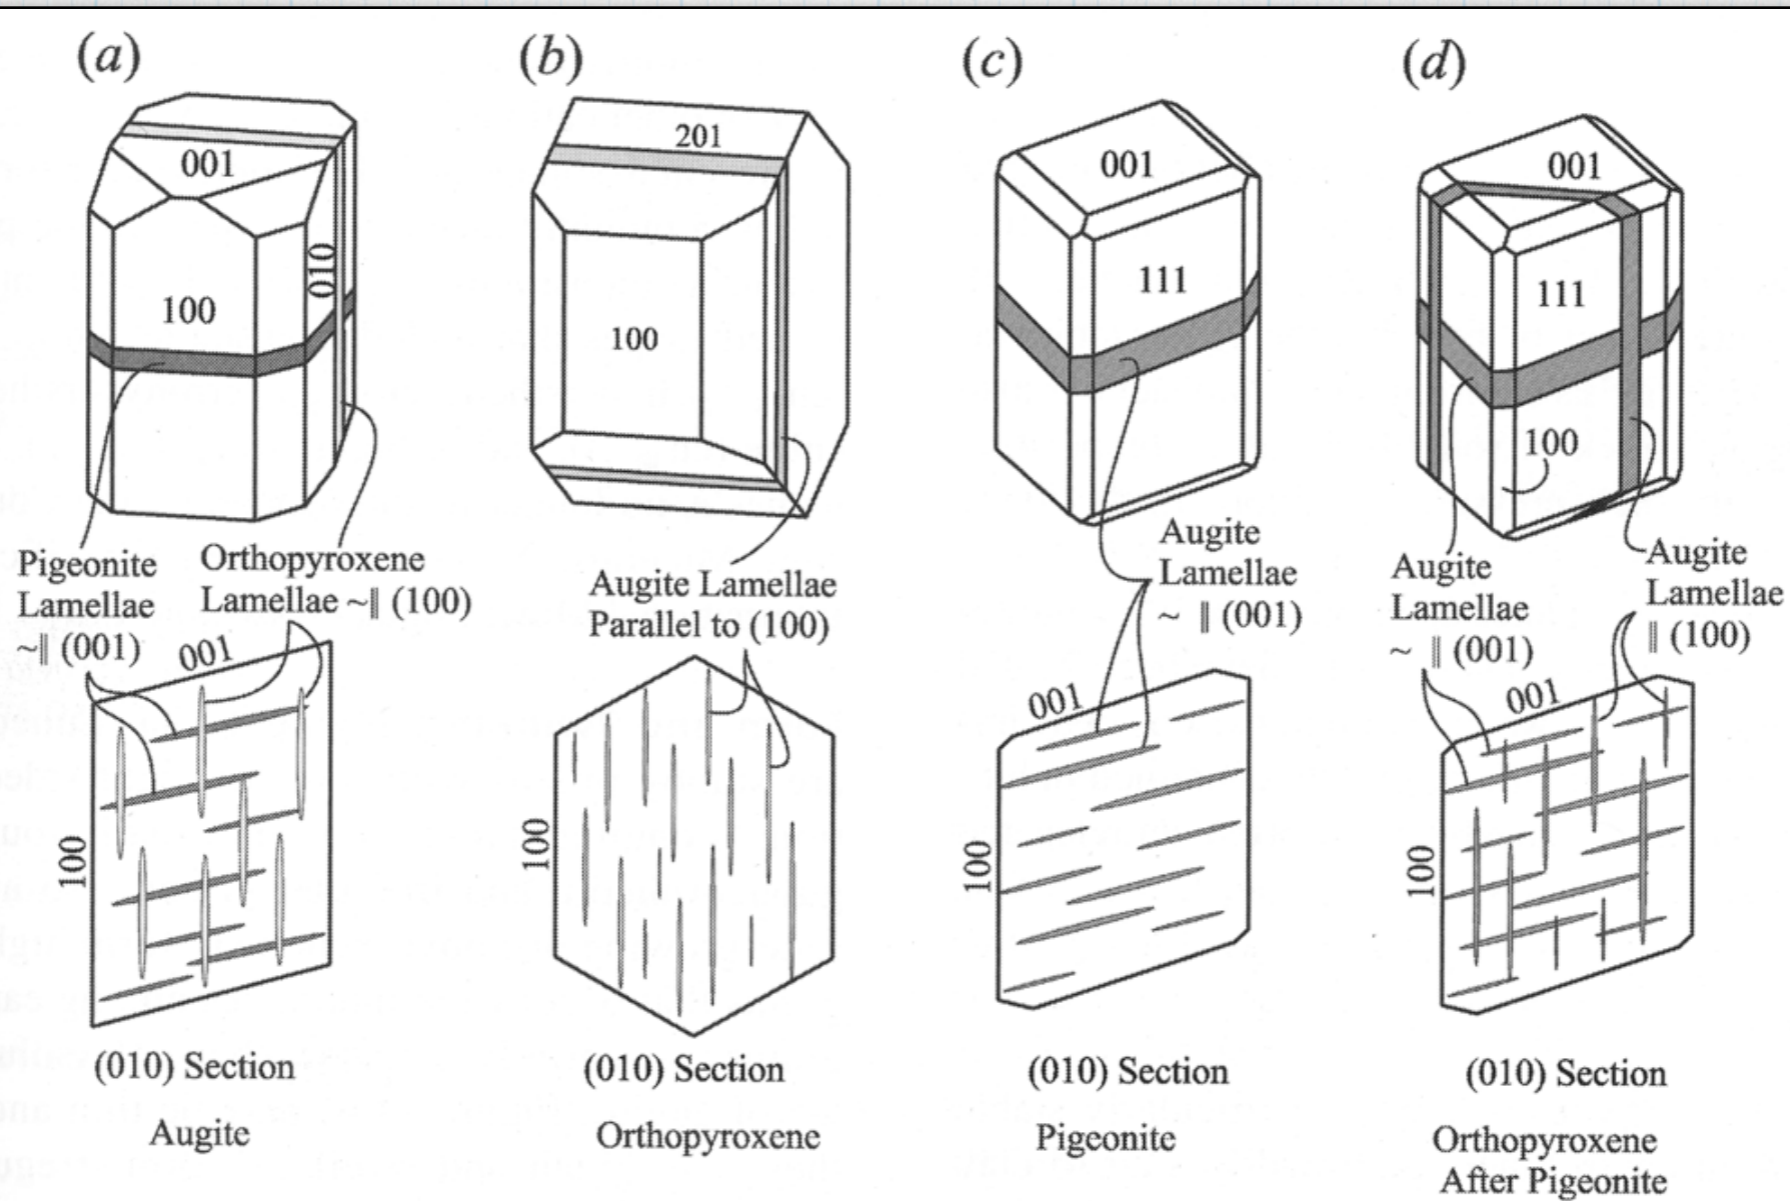 (a)
001
010
100
Pigeonite
Lamellae
~∥ (001)
Orthopyroxene
Lamellae ~∥ (100)
001
100
(010) Section
Augite
(b)
201
100
Augite Lamellae
Parallel to (100)
100
(010) Section
Orthopyroxene
(c)
001
111
Augite
Lamellae
~ ∥ (001)
001
100
(010) Section
Pigeonite
(d)
001
111
100
Augite
Lamellae
~ ∥ (001)
Augite
Lamellae
∥ (100)
001
100
(010) Section
Orthopyroxene
After Pigeonite